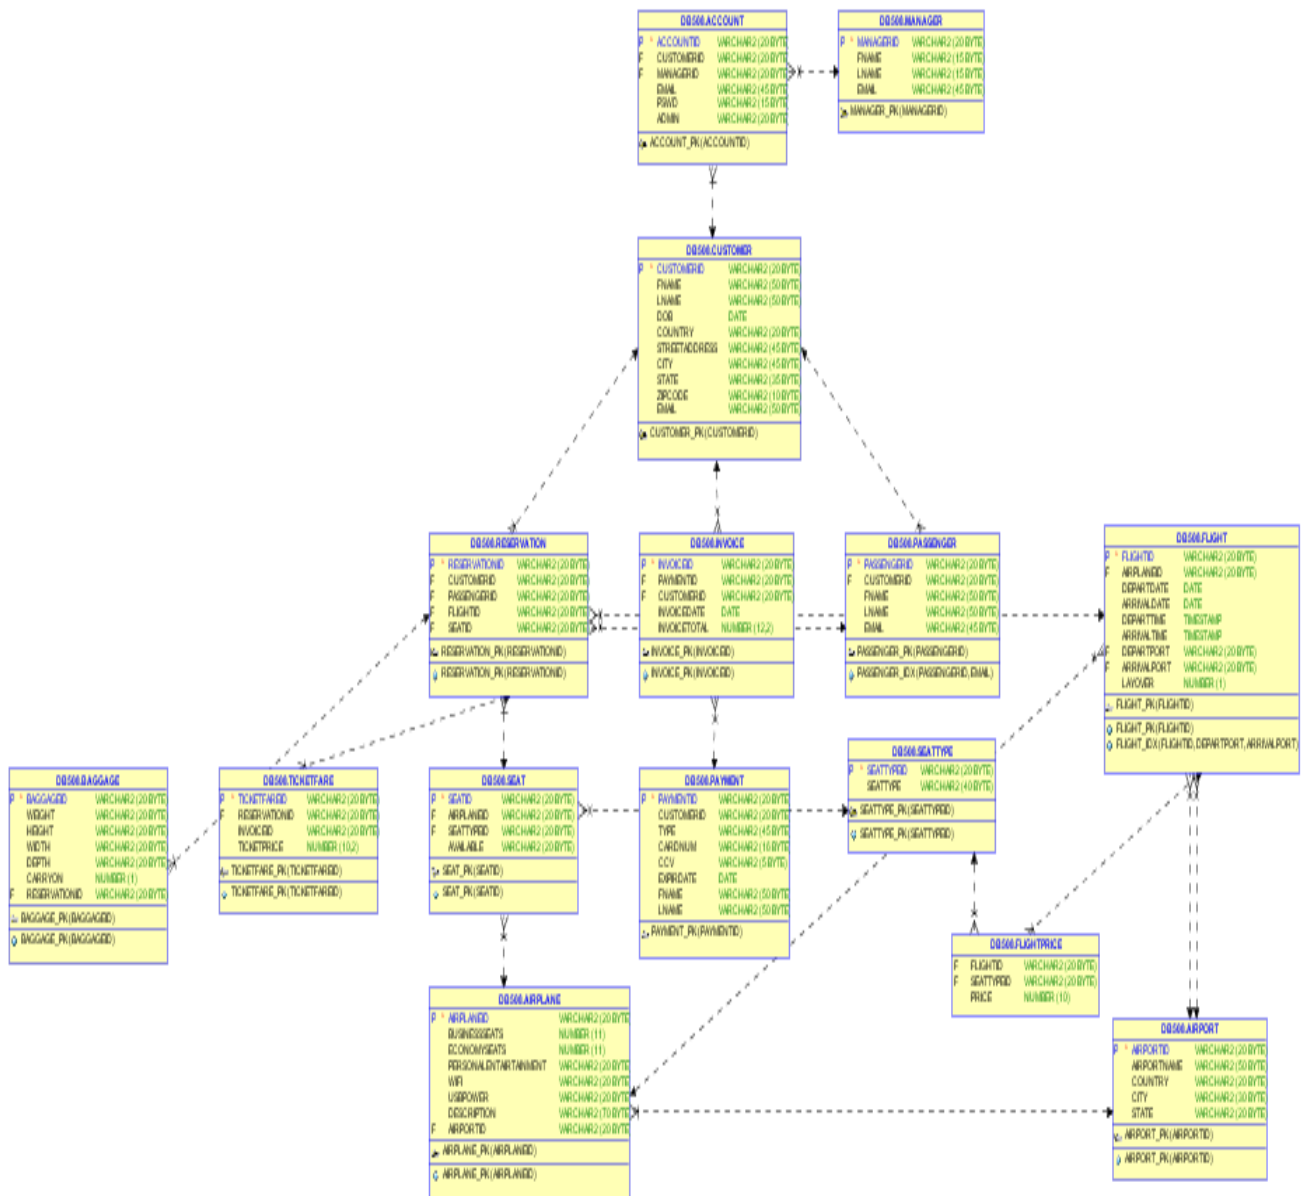 DB508.ACCOUNT
P * ACCOUNTID VARCHAR2 (20 BYTE)
F CUSTOMERID VARCHAR2 (20 BYTE)
F MANAGERID VARCHAR2 (20 BYTE)
EMAIL VARCHAR2 (45 BYTE)
PSWD VARCHAR2 (15 BYTE)
ADMIN VARCHAR2 (20 BYTE)
ACCOUNT_PK (ACCOUNTID)
DB508.MANAGER
P * MANAGERID VARCHAR2 (20 BYTE)
FNAME VARCHAR2 (15 BYTE)
LNAME VARCHAR2 (15 BYTE)
EMAIL VARCHAR2 (45 BYTE)
MANAGER_PK (MANAGERID)
DB508.CUSTOMER
P * CUSTOMERID VARCHAR2 (20 BYTE)
FNAME VARCHAR2 (50 BYTE)
LNAME VARCHAR2 (50 BYTE)
DOB DATE
COUNTRY VARCHAR2 (20 BYTE)
STREETADDRESS VARCHAR2 (45 BYTE)
CITY VARCHAR2 (45 BYTE)
STATE VARCHAR2 (35 BYTE)
ZIPCODE VARCHAR2 (10 BYTE)
EMAIL VARCHAR2 (50 BYTE)
CUSTOMER_PK (CUSTOMERID)
DB508.RESERVATION
P * RESERVATIONID VARCHAR2 (20 BYTE)
F CUSTOMERID VARCHAR2 (20 BYTE)
F PASSENGERID VARCHAR2 (20 BYTE)
F FLIGHTID VARCHAR2 (20 BYTE)
F SEATID VARCHAR2 (20 BYTE)
RESERVATION_PK (RESERVATIONID)
RESERVATION_PK (RESERVATIONID)
DB508.INVOICE
P * INVOICEID VARCHAR2 (20 BYTE)
F PAYMENTID VARCHAR2 (20 BYTE)
F CUSTOMERID VARCHAR2 (20 BYTE)
INVOICEDATE DATE
INVOICETOTAL NUMBER (12,2)
INVOICE_PK (INVOICEID)
INVOICE_PK (INVOICEID)
DB508.PASSENGER
P * PASSENGERID VARCHAR2 (20 BYTE)
F CUSTOMERID VARCHAR2 (20 BYTE)
FNAME VARCHAR2 (50 BYTE)
LNAME VARCHAR2 (50 BYTE)
EMAIL VARCHAR2 (45 BYTE)
PASSENGER_PK (PASSENGERID)
PASSENGER_IDX (PASSENGERID, EMAIL)
DB508.FLIGHT
P * FLIGHTID VARCHAR2 (20 BYTE)
F AIRPLANEID VARCHAR2 (20 BYTE)
DEPARTDATE DATE
ARRIVALDATE DATE
DEPARTTIME TIMESTAMP
ARRIVALTIME TIMESTAMP
F DEPARTPORT VARCHAR2 (20 BYTE)
F ARRIVALPORT VARCHAR2 (20 BYTE)
LAYOVER NUMBER (1)
FLIGHT_PK (FLIGHTID)
FLIGHT_PK (FLIGHTID)
FLIGHT_IDX (FLIGHTID, DEPARTPORT, ARRIVALPORT)
DB508.BAGGAGE
P * BAGGAGEID VARCHAR2 (20 BYTE)
WEIGHT VARCHAR2 (20 BYTE)
HEIGHT VARCHAR2 (20 BYTE)
WIDTH VARCHAR2 (20 BYTE)
DEPTH VARCHAR2 (20 BYTE)
CARRYON NUMBER (1)
F RESERVATIONID VARCHAR2 (20 BYTE)
BAGGAGE_PK (BAGGAGEID)
BAGGAGE_PK (BAGGAGEID)
DB508.TICKETFARE
P * TICKETFAREID VARCHAR2 (20 BYTE)
F RESERVATIONID VARCHAR2 (20 BYTE)
INVOICEID VARCHAR2 (20 BYTE)
TICKETPRICE NUMBER (10,2)
TICKETFARE_PK (TICKETFAREID)
TICKETFARE_PK (TICKETFAREID)
DB508.SEAT
P * SEATID VARCHAR2 (20 BYTE)
F AIRPLANEID VARCHAR2 (20 BYTE)
F SEATTYPEID VARCHAR2 (20 BYTE)
AVAILABLE VARCHAR2 (20 BYTE)
SEAT_PK (SEATID)
SEAT_PK (SEATID)
DB508.PAYMENT
P * PAYMENTID VARCHAR2 (20 BYTE)
CUSTOMERID VARCHAR2 (20 BYTE)
TYPE VARCHAR2 (45 BYTE)
CARDNUM VARCHAR2 (16 BYTE)
CCV VARCHAR2 (5 BYTE)
EXPIRDATE DATE
FNAME VARCHAR2 (50 BYTE)
LNAME VARCHAR2 (50 BYTE)
PAYMENT_PK (PAYMENTID)
DB508.SEATTYPE
P * SEATTYPEID VARCHAR2 (20 BYTE)
SEATTYPE VARCHAR2 (40 BYTE)
SEATTYPE_PK (SEATTYPEID)
SEATTYPE_PK (SEATTYPEID)
DB508.FLIGHTPRICE
F FLIGHTID VARCHAR2 (20 BYTE)
F SEATTYPEID VARCHAR2 (20 BYTE)
PRICE NUMBER (10)
DB508.AIRPLANE
P * AIRPLANEID VARCHAR2 (20 BYTE)
BUSINESSSEATS NUMBER (11)
ECONOMYSEATS NUMBER (11)
PERSONALENTAIRTAINMENT VARCHAR2 (20 BYTE)
WIFI VARCHAR2 (20 BYTE)
USBPOWER VARCHAR2 (20 BYTE)
DESCRIPTION VARCHAR2 (70 BYTE)
F AIRPORTID VARCHAR2 (20 BYTE)
AIRPLANE_PK (AIRPLANEID)
AIRPLANE_PK (AIRPLANEID)
DB508.AIRPORT
P * AIRPORTID VARCHAR2 (20 BYTE)
AIRPORTNAME VARCHAR2 (50 BYTE)
COUNTRY VARCHAR2 (20 BYTE)
CITY VARCHAR2 (30 BYTE)
STATE VARCHAR2 (20 BYTE)
AIRPORT_PK (AIRPORTID)
AIRPORT_PK (AIRPORTID)